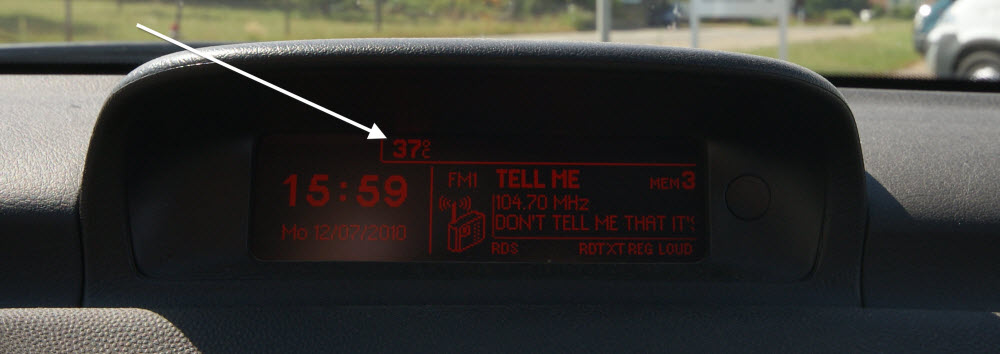 37°C
15:59
Mo 12/07/2010
FM1 TELL ME MEM3
104.70 MHz
DON'T TELL ME THAT IT'S
RDS RDTXT REG LOUD